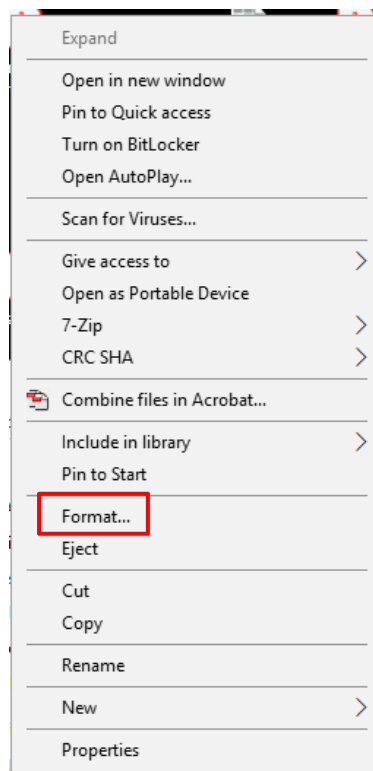 Expand
Open in new window
Pin to Quick access
Turn on BitLocker
Open AutoPlay...
Scan for Viruses...
Give access to
Open as Portable Device
7-Zip
CRC SHA
Combine files in Acrobat...
Include in library
Pin to Start
Format...
Eject
Cut
Copy
Rename
New
Properties